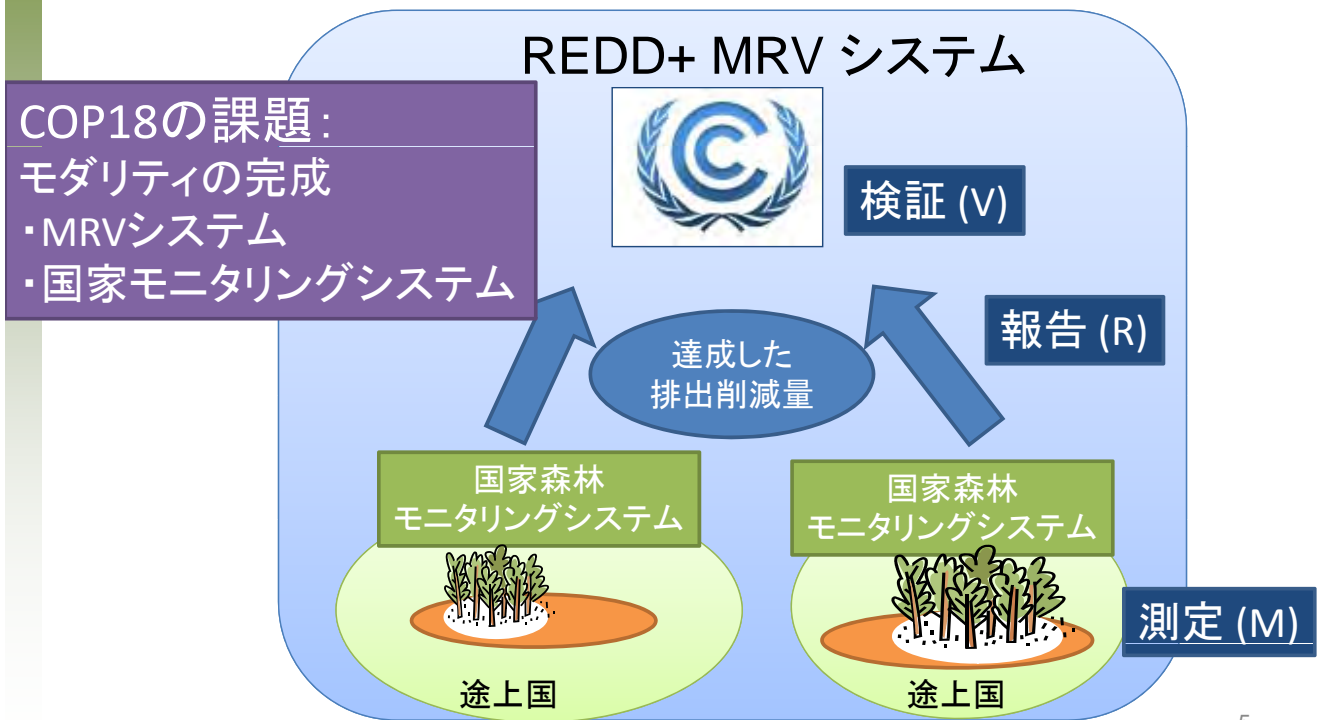 REDD+ MRV システム
COP18の課題:
モダリティの完成
・MRVシステム
・国家モニタリングシステム
検証 (V)
報告 (R)
達成した
排出削減量
国家森林
モニタリングシステム
国家森林
モニタリングシステム
測定 (M)
途上国
途上国